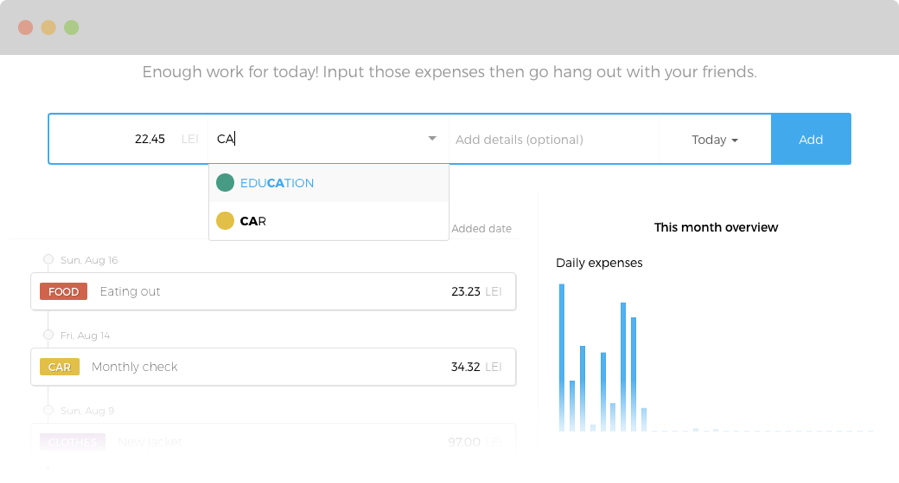 Enough work for today! Input those expenses then go hang out with your friends.
22.45 LEI CA Add details (optional) Today Add
EDUCATION
CAR
Added date
This month overview
Sun. Aug 16
Daily expenses
FOOD Eating out 23.23 LEI
Fri. Aug 14
CAR Monthly check 34.32 LEI
Sun. Aug 9
CLOTHES New jacket 97.00 LEI